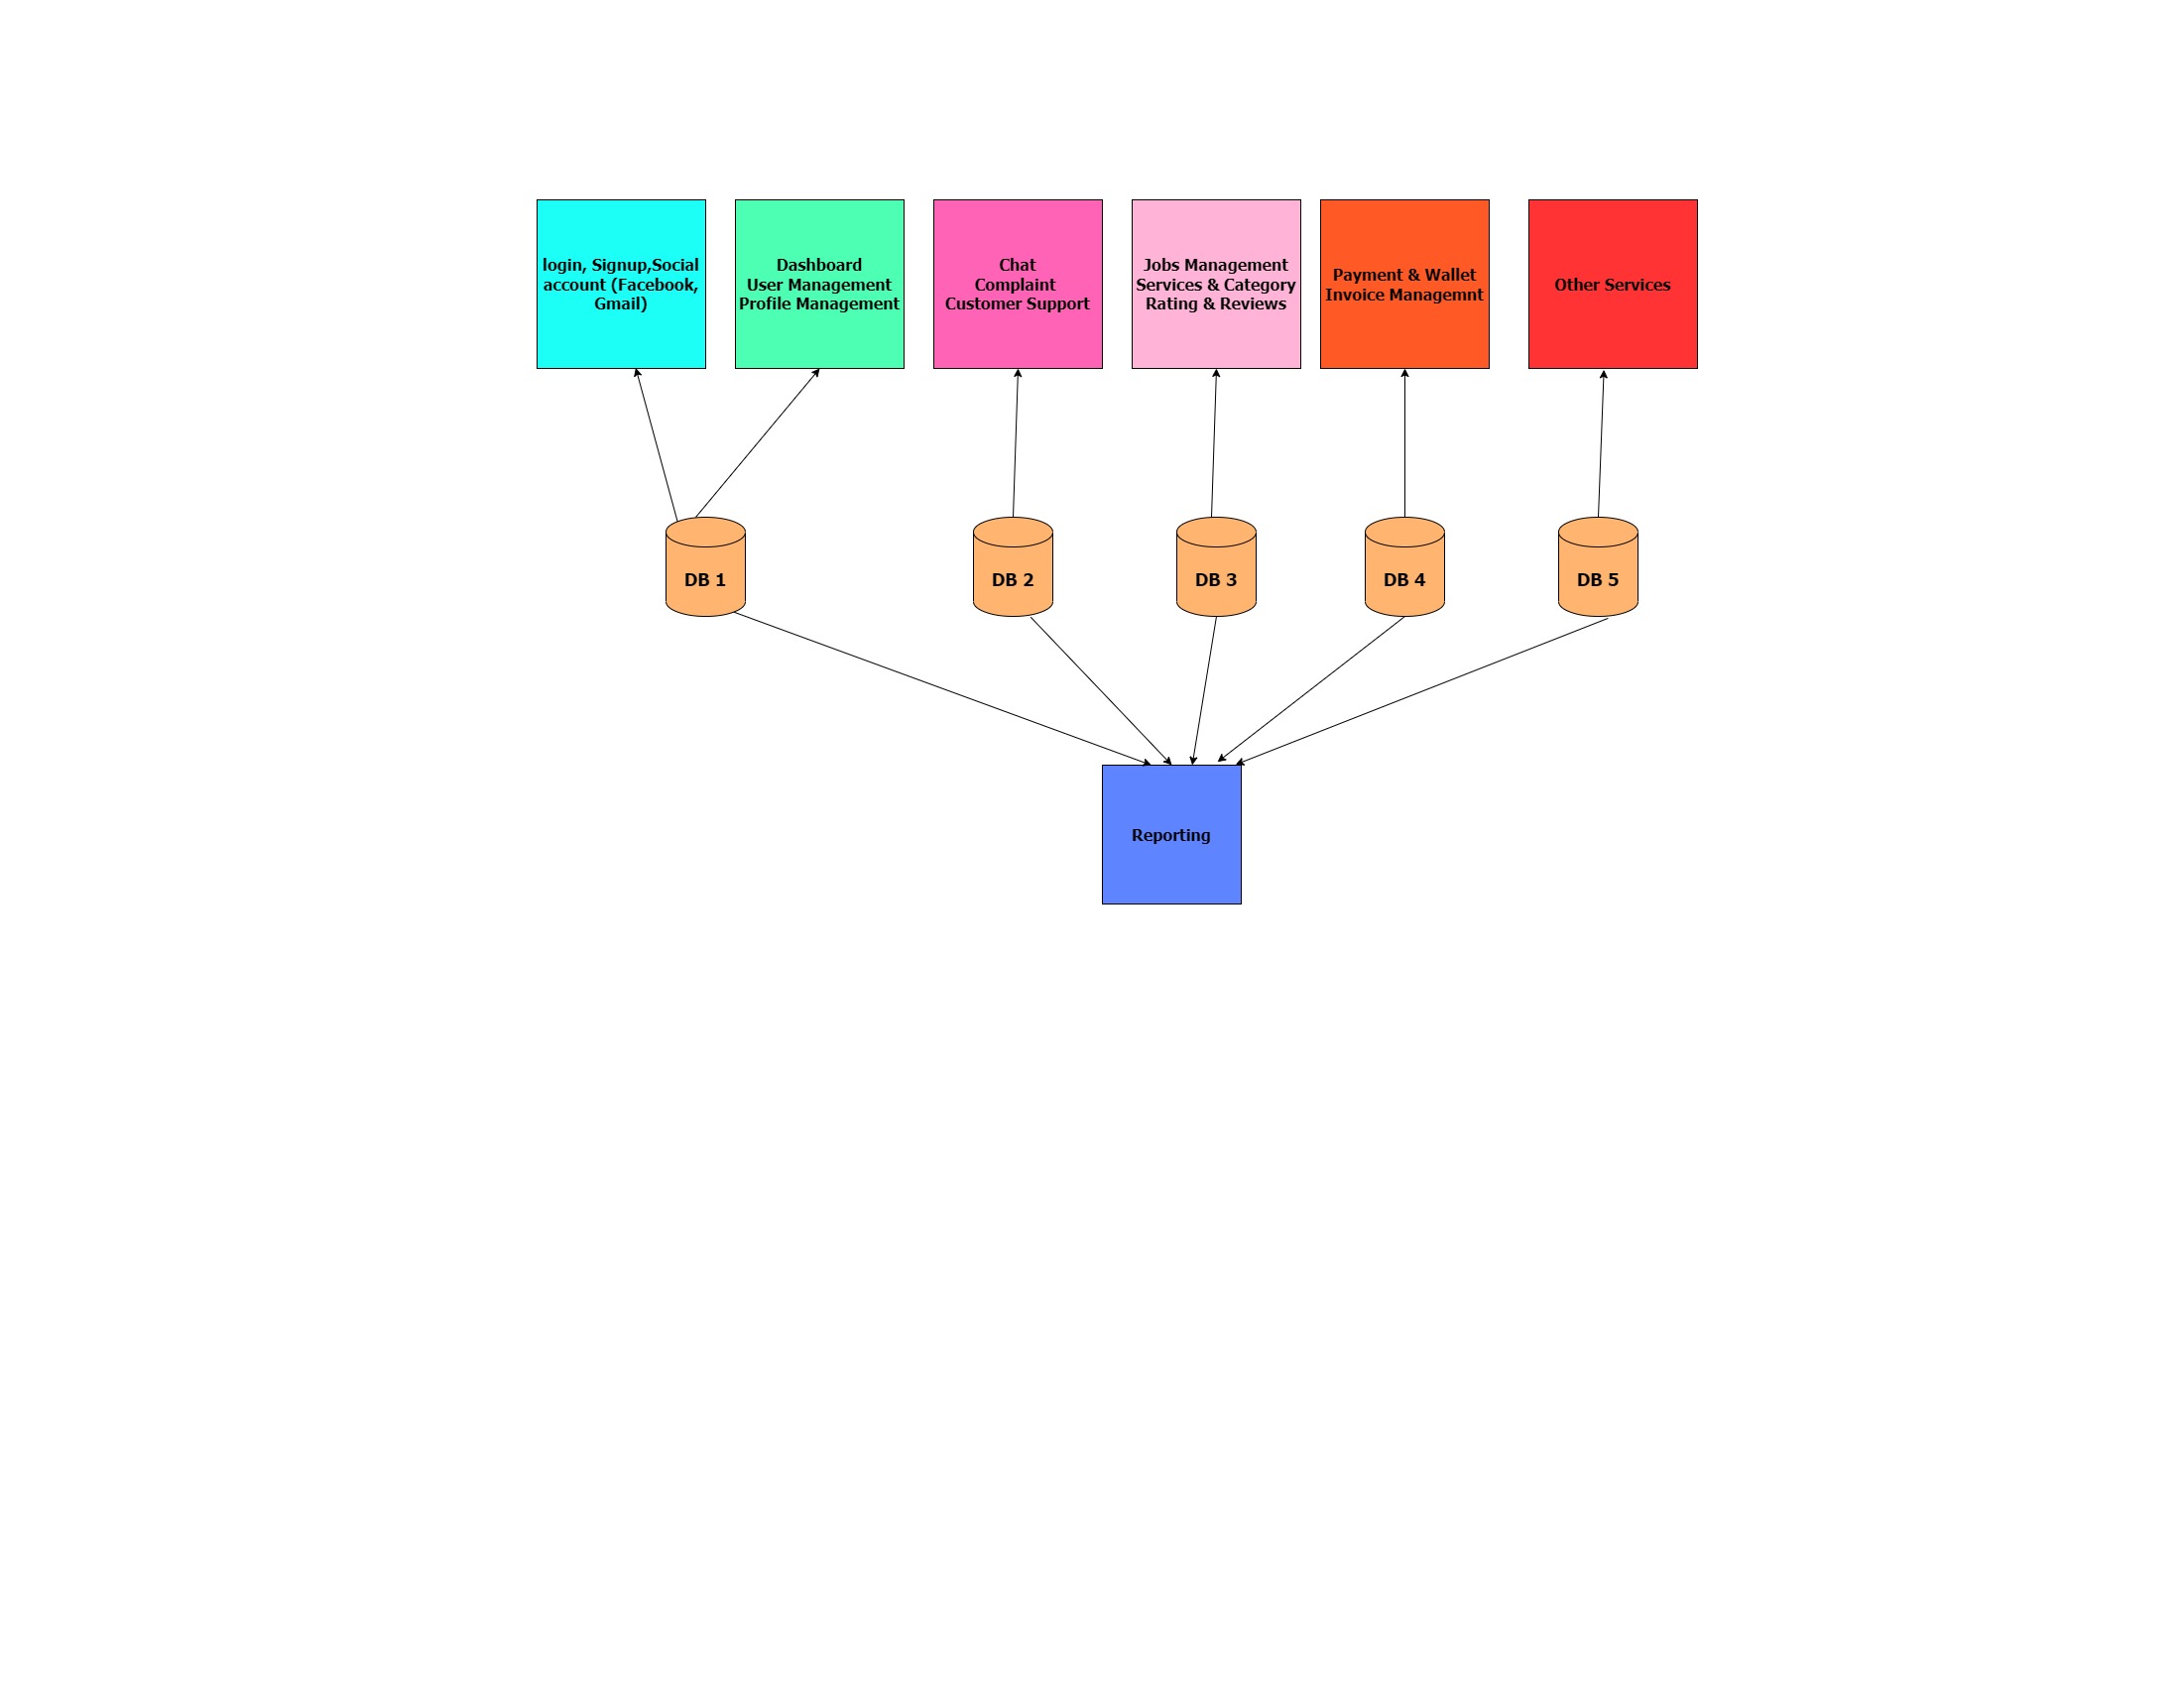 login, Signup,Social
account (Facebook,
Gmail)
Dashboard
User Management
Profile Management
Chat
Complaint
Customer Support
Jobs Management
Services & Category
Rating & Reviews
Payment & Wallet
Invoice Managemnt
Other Services
DB 1
DB 2
DB 3
DB 4
DB 5
Reporting